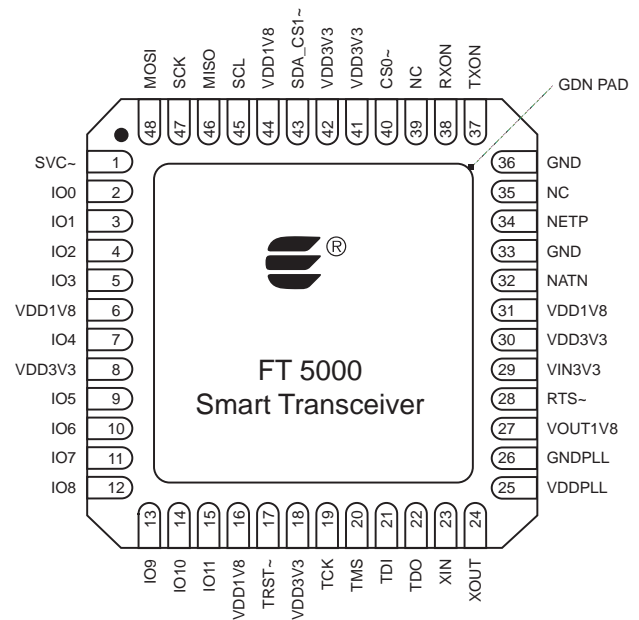 MOSI
SCK
MISO
SCL
VDD1V8
SDA_CS1~
VDD3V3
VDD3V3
CS0~
NC
RXON
TXON
GDN PAD
48
47
46
45
44
43
42
41
40
39
38
37
SVC~ 1
IO0 2
IO1 3
IO2 4
IO3 5
VDD1V8 6
IO4 7
VDD3V3 8
IO5 9
IO6 10
IO7 11
IO8 12
®
FT 5000
Smart Transceiver
36 GND
35 NC
34 NETP
33 GND
32 NATN
31 VDD1V8
30 VDD3V3
29 VIN3V3
28 RTS~
27 VOUT1V8
26 GNDPLL
25 VDDPLL
13
14
15
16
17
18
19
20
21
22
23
24
IO9
IO10
IO11
VDD1V8
TRST~
VDD3V3
TCK
TMS
TDI
TDO
XIN
XOUT